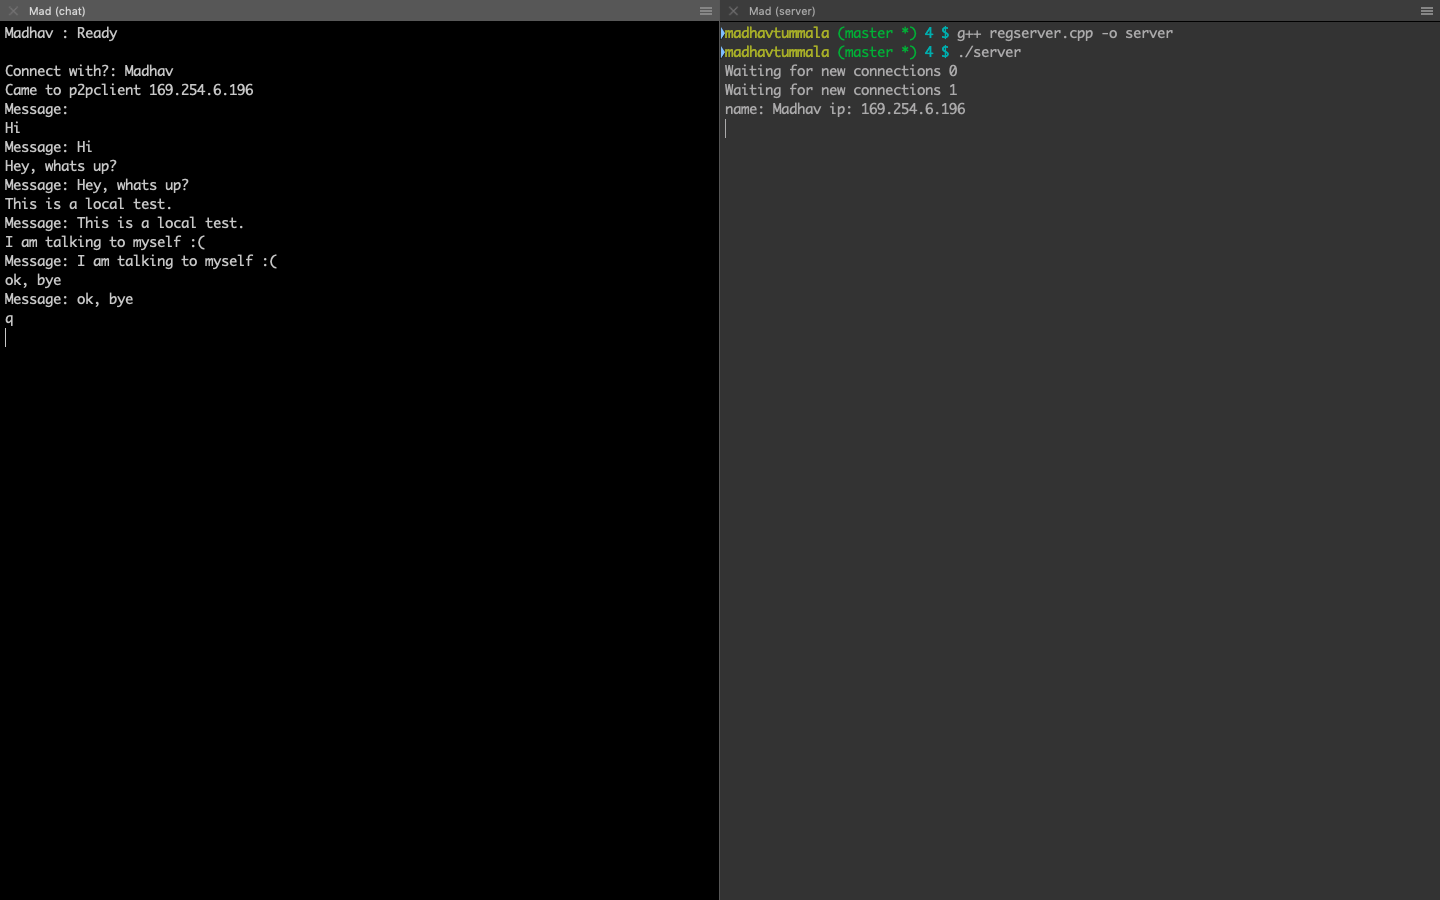 Mad (chat)
Madhav : Ready
Connect with?: Madhav
Came to p2pclient 169.254.6.196
Message:
Hi
Message: Hi
Hey, whats up?
Message: Hey, whats up?
This is a local test.
Message: This is a local test.
I am talking to myself :(
Message: I am talking to myself :(
ok, bye
Message: ok, bye
q
Mad (server)
madhavtummala (master *) 4 $ g++ regserver.cpp -o server
madhavtummala (master *) 4 $ ./server
Waiting for new connections 0
Waiting for new connections 1
name: Madhav ip: 169.254.6.196